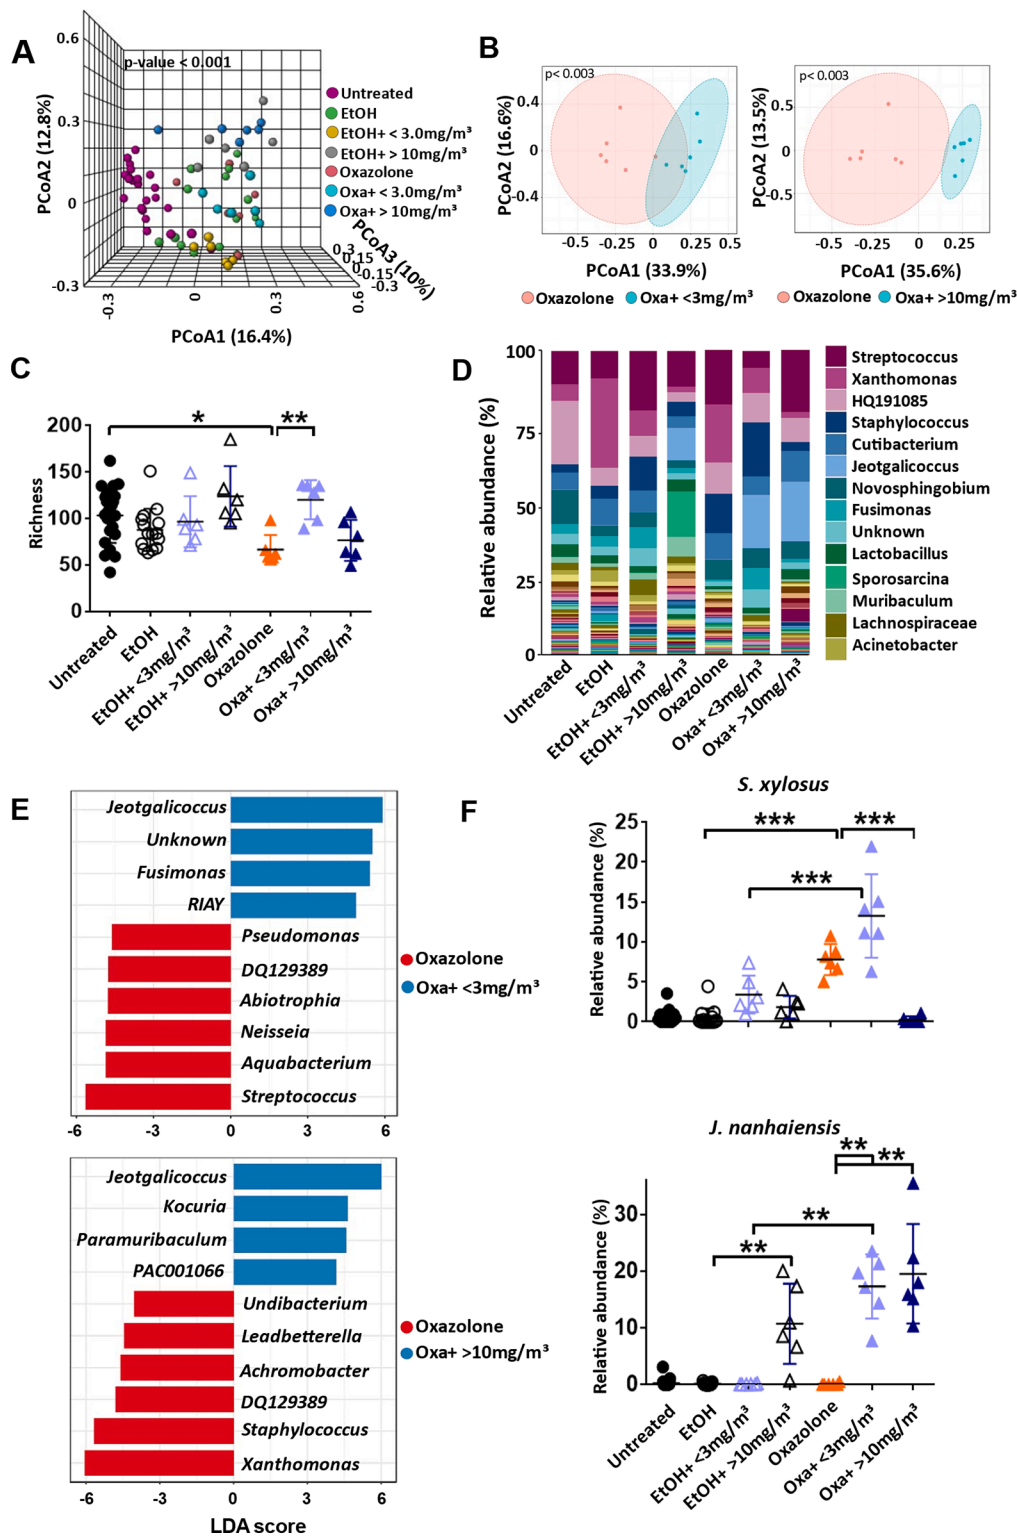 A
p-value < 0.001
PCoA2 (12.8%)
0.6
0.3
0
-0.3
-0.3
0
0.3
0.6
PCoA1 (16.4%)
PCoA3 (10%)
0.3
0.15
0
-0.15
-0.3
Untreated
EtOH
EtOH+ < 3.0mg/m³
EtOH+ > 10mg/m³
Oxazolone
Oxa+ < 3.0mg/m³
Oxa+ > 10mg/m³
B
p< 0.003
PCoA2 (16.6%)
0.4
0
-0.4
-0.5
-0.25
0
0.25
0.5
PCoA1 (33.9%)
Oxazolone
Oxa+ <3mg/m³
p< 0.003
PCoA2 (13.5%)
0.5
0
-0.5
-0.5
-0.25
0
0.25
PCoA1 (35.6%)
Oxazolone
Oxa+ >10mg/m³
C
Richness
200
150
100
50
0
*
**
Untreated
EtOH
EtOH+ <3mg/m³
EtOH+ >10mg/m³
Oxazolone
Oxa+ <3mg/m³
Oxa+ >10mg/m³
D
Relative abundance (%)
100
75
50
25
0
Untreated
EtOH
EtOH+ <3mg/m³
EtOH+ >10mg/m³
Oxazolone
Oxa+ <3mg/m³
Oxa+ >10mg/m³
Streptococcus
Xanthomonas
HQ191085
Staphylococcus
Cutibacterium
Jeotgalicoccus
Novosphingobium
Fusimonas
Unknown
Lactobacillus
Sporosarcina
Muribaculum
Lachnospiraceae
Acinetobacter
E
Jeotgalicoccus
Unknown
Fusimonas
RIAY
Pseudomonas
DQ129389
Abiotrophia
Neisseia
Aquabacterium
Streptococcus
-6
-3
0
3
6
Oxazolone
Oxa+ <3mg/m³
Jeotgalicoccus
Kocuria
Paramuribaculum
PAC001066
Undibacterium
Leadbetterella
Achromobacter
DQ129389
Staphylococcus
Xanthomonas
-6
-3
0
3
6
LDA score
Oxazolone
Oxa+ >10mg/m³
F
S. xylosus
Relative abundance (%)
25
20
15
10
5
0
***
***
***
J. nanhaiensis
Relative abundance (%)
30
20
10
0
**
**
**
**
Untreated
EtOH
EtOH+ <3mg/m³
EtOH+ >10mg/m³
Oxazolone
Oxa+ <3mg/m³
Oxa+ >10mg/m³